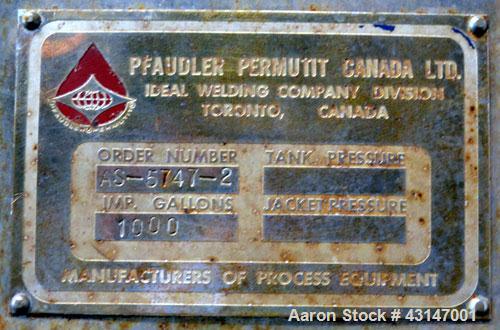 PFAUDLER PERMUTIT CANADA LTD.
IDEAL WELDING COMPANY DIVISION
TORONTO, CANADA
ORDER NUMBER TANK PRESSURE
AS-5747-2
IMP. GALLONS JACKET PRESSURE
1000
MANUFACTURERS OF PROCESS EQUIPMENT
Aaron Stock # 43147001